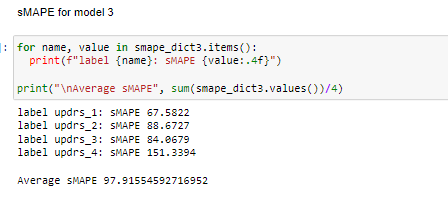 sMAPE for model 3
]: for name, value in smape_dict3.items():
print(f"label {name}: sMAPE {value:.4f}")
print("\nAverage sMAPE", sum(smape_dict3.values())/4)
label updrs_1: sMAPE 67.5822
label updrs_2: sMAPE 88.6727
label updrs_3: sMAPE 84.0679
label updrs_4: sMAPE 151.3394
Average sMAPE 97.91554592716952